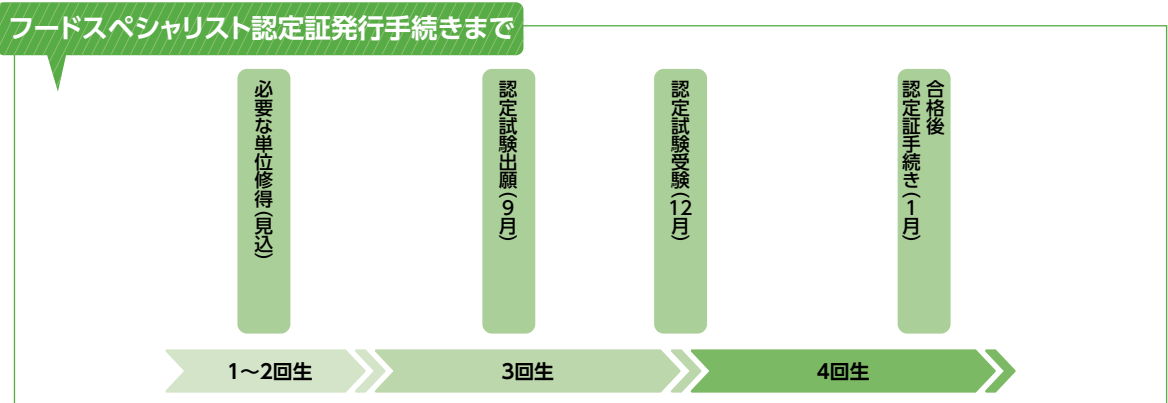 フードスペシャリスト認定証発行手続きまで
必要な単位修得(見込)
認定試験出願(9月)
認定試験受験(12月)
合格後
認定証手続き(1月)
1〜2回生
3回生
4回生